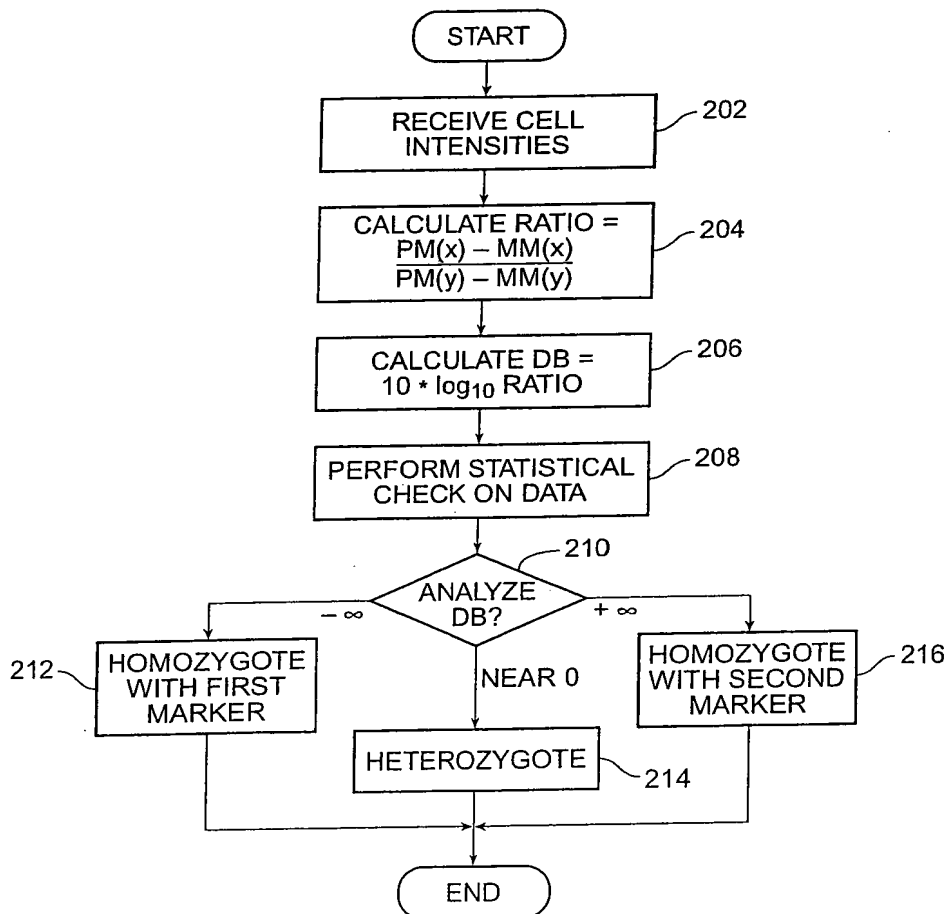 START
RECEIVE CELL
INTENSITIES
202
CALCULATE RATIO =
PM(x) – MM(x)
PM(y) – MM(y)
204
CALCULATE DB =
10 * log₁₀ RATIO
206
PERFORM STATISTICAL
CHECK ON DATA
208
210
ANALYZE
DB?
– ∞
+ ∞
212
HOMOZYGOTE
WITH FIRST
MARKER
NEAR 0
HOMOZYGOTE
WITH SECOND
MARKER
216
HETEROZYGOTE
214
END